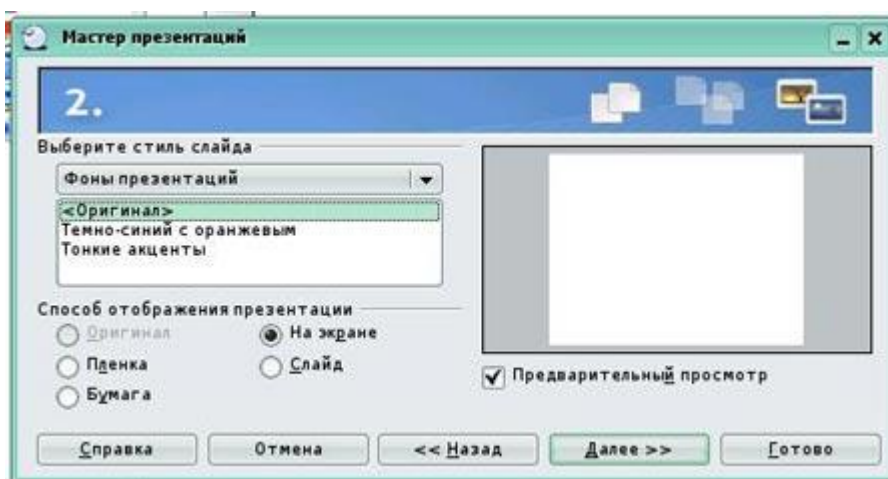 Мастер презентаций
2.
Выберите стиль слайда
Фоны презентаций
<Оригинал>
Темно-синий с оранжевым
Тонкие акценты
Способ отображения презентации
Оригинал На экране
Пленка Слайд
Бумага
Предварительный просмотр
Справка Отмена << Назад Далее >> Готово